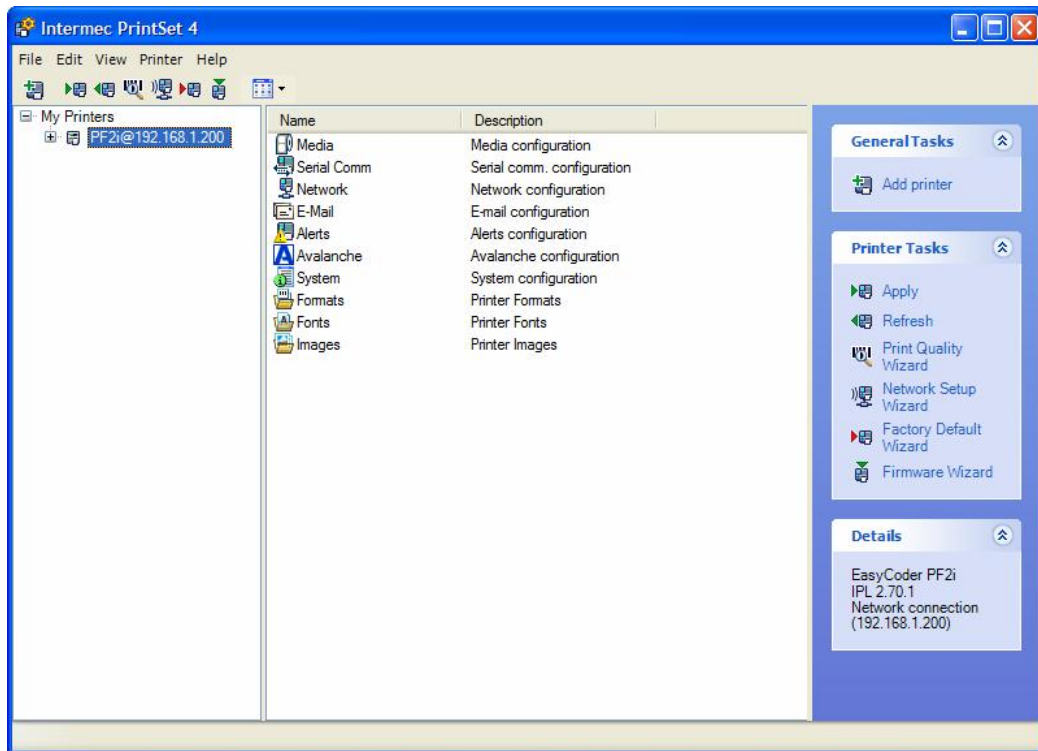 Intermec PrintSet 4
File Edit View Printer Help
My Printers
PF2i@192.168.1.200
Name Description
Media Media configuration
Serial Comm Serial comm. configuration
Network Network configuration
E-Mail E-mail configuration
Alerts Alerts configuration
Avalanche Avalanche configuration
System System configuration
Formats Printer Formats
Fonts Printer Fonts
Images Printer Images
General Tasks
Add printer
Printer Tasks
Apply
Refresh
Print Quality
Wizard
Network Setup
Wizard
Factory Default
Wizard
Firmware Wizard
Details
EasyCoder PF2i
IPL 2.70.1
Network connection
(192.168.1.200)